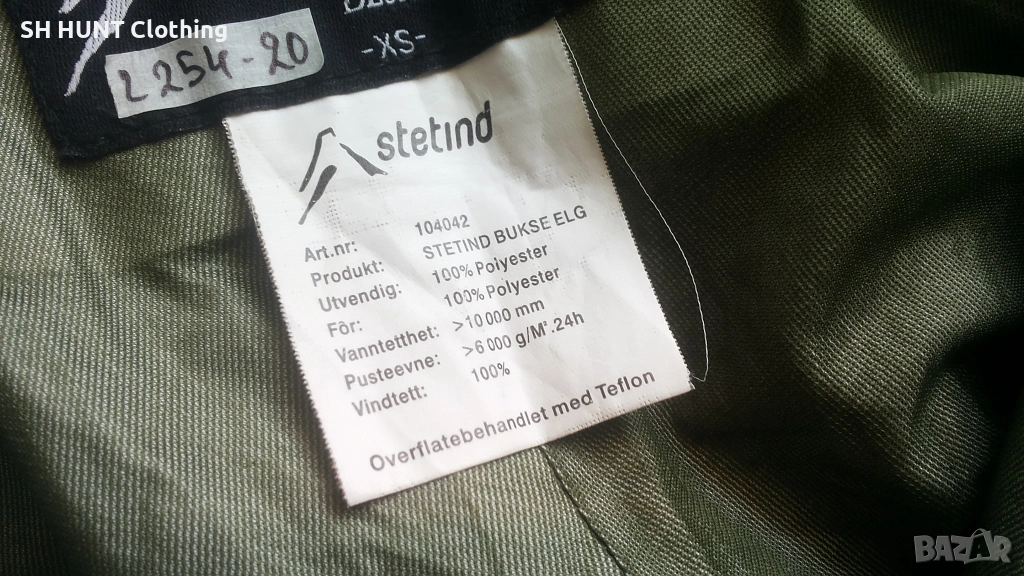 SH HUNT Clothing
-XS-
L 254-20
stetind
Art.nr: 104042
Produkt: STETIND BUKSE ELG
Utvendig: 100% Polyester
Fôr: 100% Polyester
Vanntetthet: >10 000 mm
Pusteevne: >6 000 g/M².24h
Vindtett: 100%
Overflatebehandlet med Teflon
BAZAR